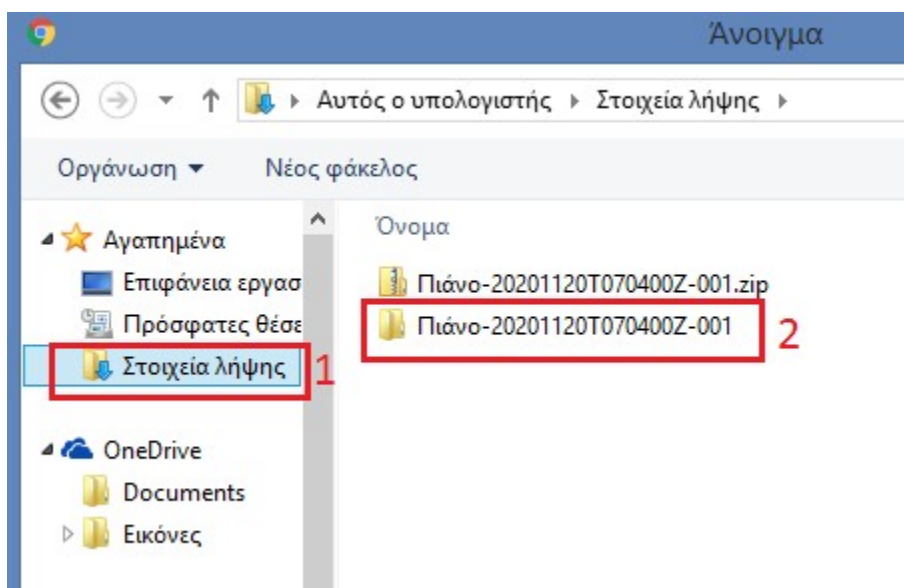 Άνοιγμα
Αυτός ο υπολογιστής
Στοιχεία λήψης
Οργάνωση
Νέος φάκελος
Αγαπημένα
Επιφάνεια εργασ
Πρόσφατες θέσε
Στοιχεία λήψης
1
OneDrive
Documents
Εικόνες
Όνομα
Πιάνο-20201120T070400Z-001.zip
Πιάνο-20201120T070400Z-001
2